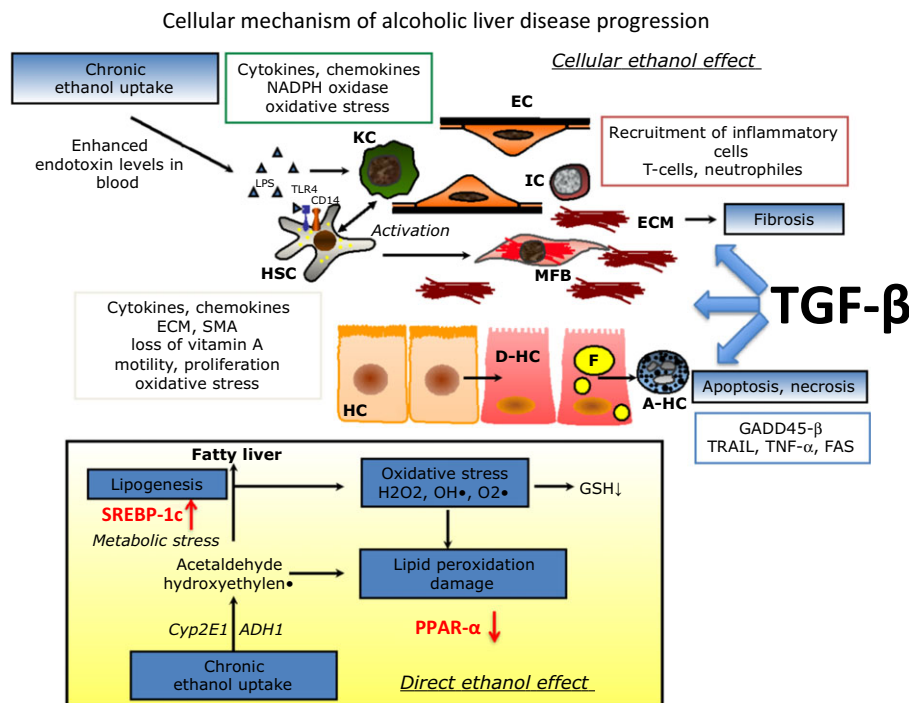 Cellular mechanism of alcoholic liver disease progression
Chronic
ethanol uptake
Cytokines, chemokines
NADPH oxidase
oxidative stress
Cellular ethanol effect
EC
KC
Enhanced
endotoxin levels in
blood
LPS
TLR4
CD14
IC
Recruitment of inflammatory
cells
T-cells, neutrophiles
Activation
ECM
Fibrosis
HSC
MFB
TGF-β
Cytokines, chemokines
ECM, SMA
loss of vitamin A
motility, proliferation
oxidative stress
HC
D-HC
F
A-HC
Apoptosis, necrosis
GADD45-β
TRAIL, TNF-α, FAS
Fatty liver
Lipogenesis
SREBP-1c
Metabolic stress
Oxidative stress
H2O2, OH•, O2•
GSH↓
Acetaldehyde
hydroxyethylen•
Lipid peroxidation
damage
PPAR-α
Cyp2E1 ADH1
Chronic
ethanol uptake
Direct ethanol effect